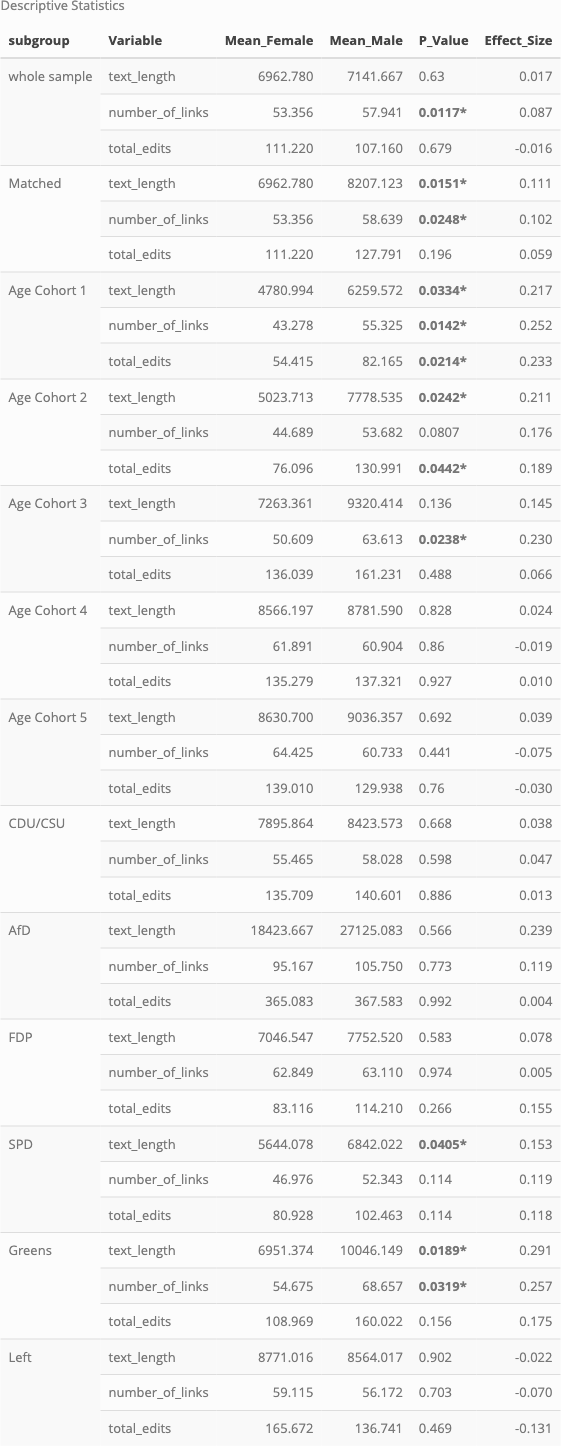 Descriptive Statistics
subgroup Variable Mean_Female Mean_Male P_Value Effect_Size
whole sample text_length 6962.780 7141.667 0.63 0.017
number_of_links 53.356 57.941 0.0117* 0.087
total_edits 111.220 107.160 0.679 -0.016
Matched text_length 6962.780 8207.123 0.0151* 0.111
number_of_links 53.356 58.639 0.0248* 0.102
total_edits 111.220 127.791 0.196 0.059
Age Cohort 1 text_length 4780.994 6259.572 0.0334* 0.217
number_of_links 43.278 55.325 0.0142* 0.252
total_edits 54.415 82.165 0.0214* 0.233
Age Cohort 2 text_length 5023.713 7778.535 0.0242* 0.211
number_of_links 44.689 53.682 0.0807 0.176
total_edits 76.096 130.991 0.0442* 0.189
Age Cohort 3 text_length 7263.361 9320.414 0.136 0.145
number_of_links 50.609 63.613 0.0238* 0.230
total_edits 136.039 161.231 0.488 0.066
Age Cohort 4 text_length 8566.197 8781.590 0.828 0.024
number_of_links 61.891 60.904 0.86 -0.019
total_edits 135.279 137.321 0.927 0.010
Age Cohort 5 text_length 8630.700 9036.357 0.692 0.039
number_of_links 64.425 60.733 0.441 -0.075
total_edits 139.010 129.938 0.76 -0.030
CDU/CSU text_length 7895.864 8423.573 0.668 0.038
number_of_links 55.465 58.028 0.598 0.047
total_edits 135.709 140.601 0.886 0.013
AfD text_length 18423.667 27125.083 0.566 0.239
number_of_links 95.167 105.750 0.773 0.119
total_edits 365.083 367.583 0.992 0.004
FDP text_length 7046.547 7752.520 0.583 0.078
number_of_links 62.849 63.110 0.974 0.005
total_edits 83.116 114.210 0.266 0.155
SPD text_length 5644.078 6842.022 0.0405* 0.153
number_of_links 46.976 52.343 0.114 0.119
total_edits 80.928 102.463 0.114 0.118
Greens text_length 6951.374 10046.149 0.0189* 0.291
number_of_links 54.675 68.657 0.0319* 0.257
total_edits 108.969 160.022 0.156 0.175
Left text_length 8771.016 8564.017 0.902 -0.022
number_of_links 59.115 56.172 0.703 -0.070
total_edits 165.672 136.741 0.469 -0.131